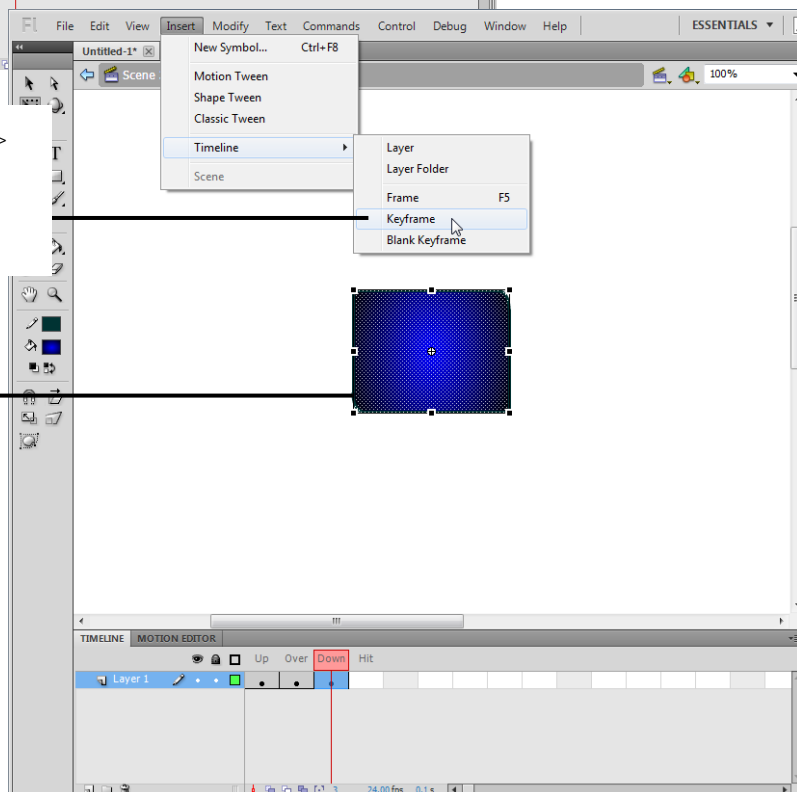 Fl File Edit View Insert Modify Text Commands Control Debug Window Help ESSENTIALS
Untitled-1*
Scene
100%
New Symbol... Ctrl+F8
Motion Tween
Shape Tween
Classic Tween
Timeline
Scene
Layer
Layer Folder
Frame F5
Keyframe
Blank Keyframe
>
T
TIMELINE MOTION EDITOR
Up Over Down Hit
Layer 1
3 24.00 fps 0.1 s